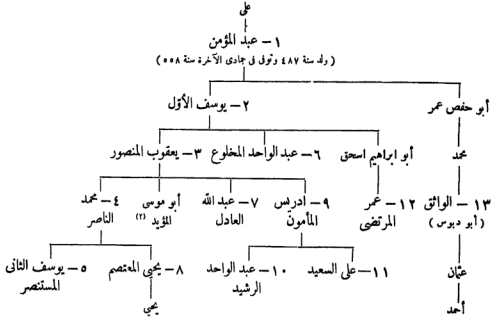 على
١ – عبد المؤمن
( ولد سنة ٤٨٧ وتوفى فى جمادى الآخرة سنة ٥٥٨ )
أبو حفص عمر
٢ – يوسف الأول
محمد
أبو ابراهيم اسحق
٦ – عبد الواحد المخلوع
٣ – يعقوب المنصور
١٣ – الواثق
( أبو دبوس )
١٢ – عمر
المرتضى
٩ – ادريس
المأمون
٧ – عبد الله
العادل
أبو موسى
المؤيد (٢)
٤ – محمد
الناصر
عثمان
١١ – على السعيد
١٠ – عبد الواحد
الرشيد
٨ – يحيى المعتصم
٥ – يوسف الثانى
المستنصر
أحمد
يحيى